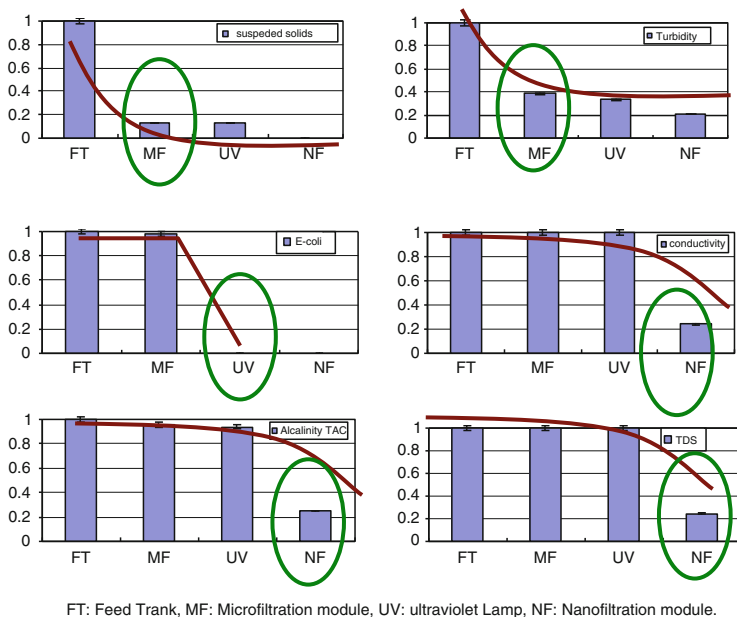 suspeded solids
1
0.8
0.6
0.4
0.2
0
FT MF UV NF
Turbidity
1
0.8
0.6
0.4
0.2
0
FT MF UV NF
E-coli
1
0.8
0.6
0.4
0.2
0
FT MF UV NF
conductivity
1
0.8
0.6
0.4
0.2
0
FT MF UV NF
Alcalinity TAC
1
0.8
0.6
0.4
0.2
0
FT MF UV NF
TDS
1
0.8
0.6
0.4
0.2
0
FT MF UV NF
FT: Feed Trank, MF: Microfiltration module, UV: ultraviolet Lamp, NF: Nanofiltration module.